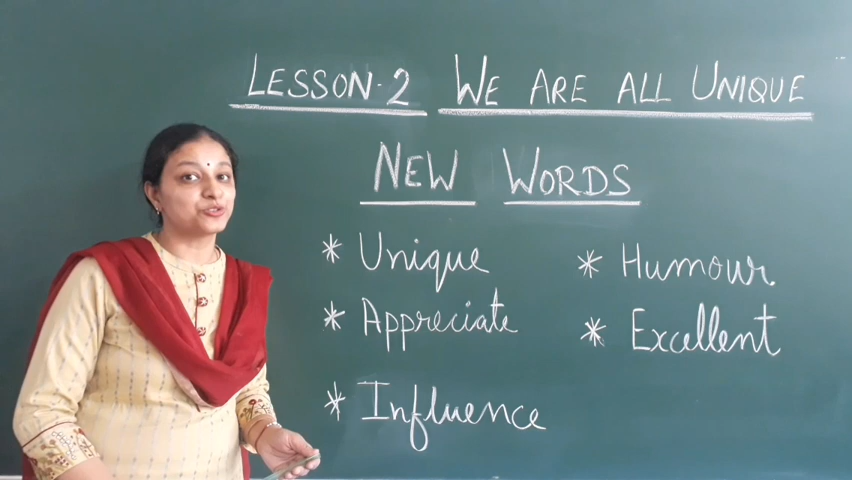 LESSON-2 WE ARE ALL UNIQUE
NEW WORDS
* Unique
* Appreciate
* Influence
* Humour.
* Excellent